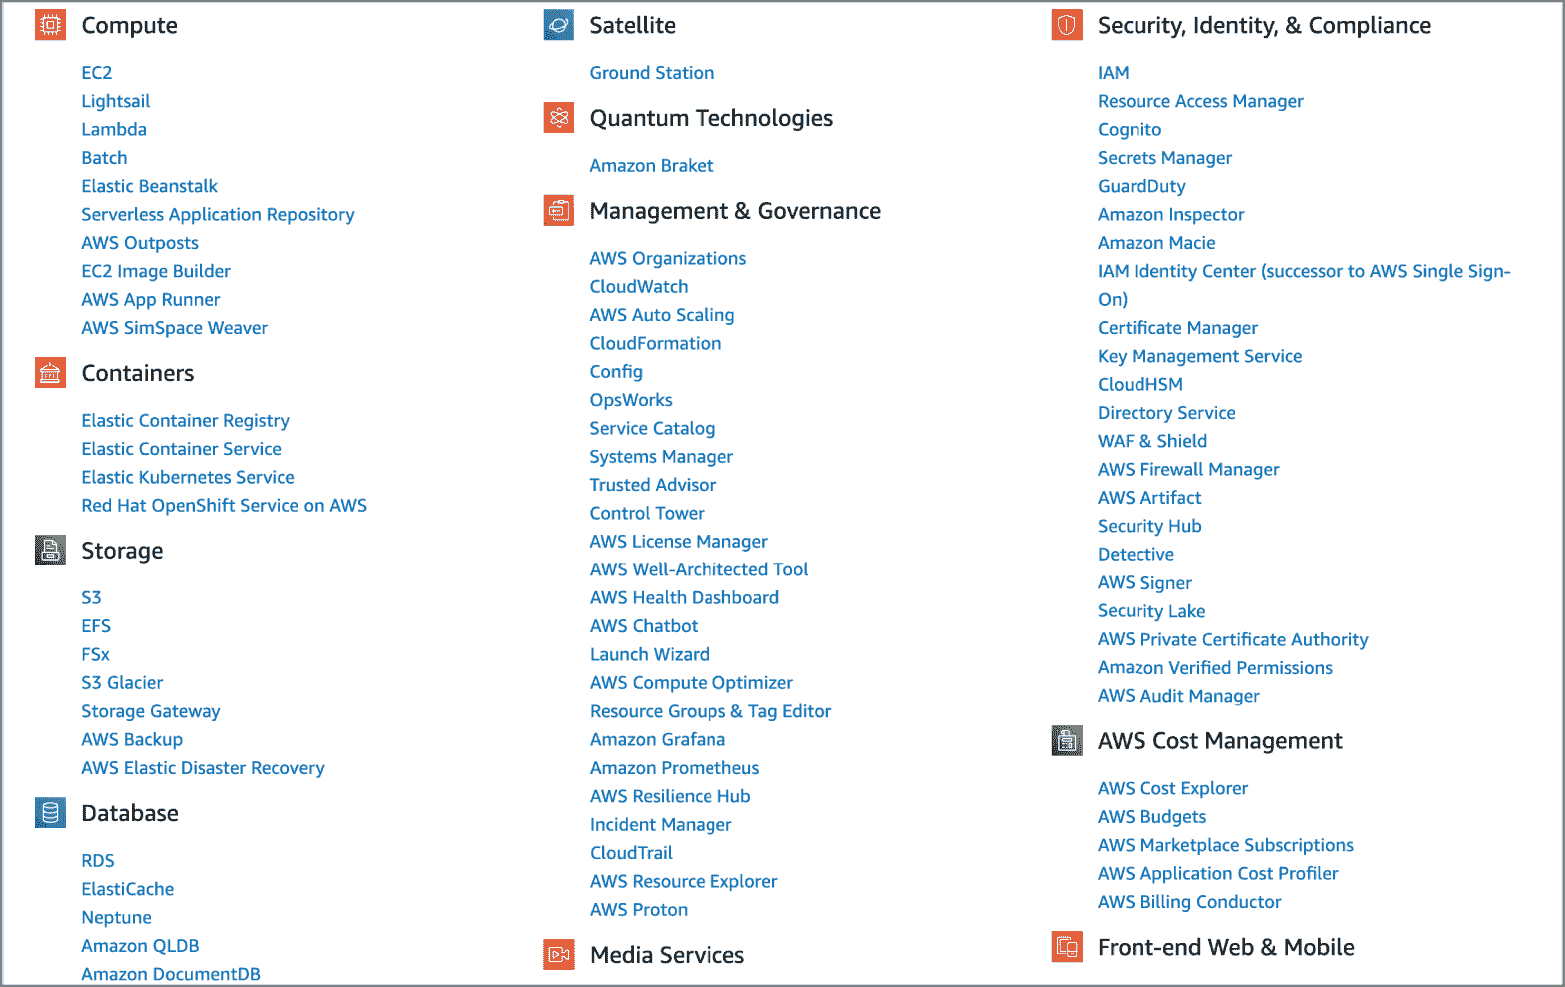 Compute
EC2
Lightsail
Lambda
Batch
Elastic Beanstalk
Serverless Application Repository
AWS Outposts
EC2 Image Builder
AWS App Runner
AWS SimSpace Weaver
Containers
Elastic Container Registry
Elastic Container Service
Elastic Kubernetes Service
Red Hat OpenShift Service on AWS
Storage
S3
EFS
FSx
S3 Glacier
Storage Gateway
AWS Backup
AWS Elastic Disaster Recovery
Database
RDS
ElastiCache
Neptune
Amazon QLDB
Amazon DocumentDB
Satellite
Ground Station
Quantum Technologies
Amazon Braket
Management & Governance
AWS Organizations
CloudWatch
AWS Auto Scaling
CloudFormation
Config
OpsWorks
Service Catalog
Systems Manager
Trusted Advisor
Control Tower
AWS License Manager
AWS Well-Architected Tool
AWS Health Dashboard
AWS Chatbot
Launch Wizard
AWS Compute Optimizer
Resource Groups & Tag Editor
Amazon Grafana
Amazon Prometheus
AWS Resilience Hub
Incident Manager
CloudTrail
AWS Resource Explorer
AWS Proton
Media Services
Security, Identity, & Compliance
IAM
Resource Access Manager
Cognito
Secrets Manager
GuardDuty
Amazon Inspector
Amazon Macie
IAM Identity Center (successor to AWS Single Sign-
On)
Certificate Manager
Key Management Service
CloudHSM
Directory Service
WAF & Shield
AWS Firewall Manager
AWS Artifact
Security Hub
Detective
AWS Signer
Security Lake
AWS Private Certificate Authority
Amazon Verified Permissions
AWS Audit Manager
AWS Cost Management
AWS Cost Explorer
AWS Budgets
AWS Marketplace Subscriptions
AWS Application Cost Profiler
AWS Billing Conductor
Front-end Web & Mobile